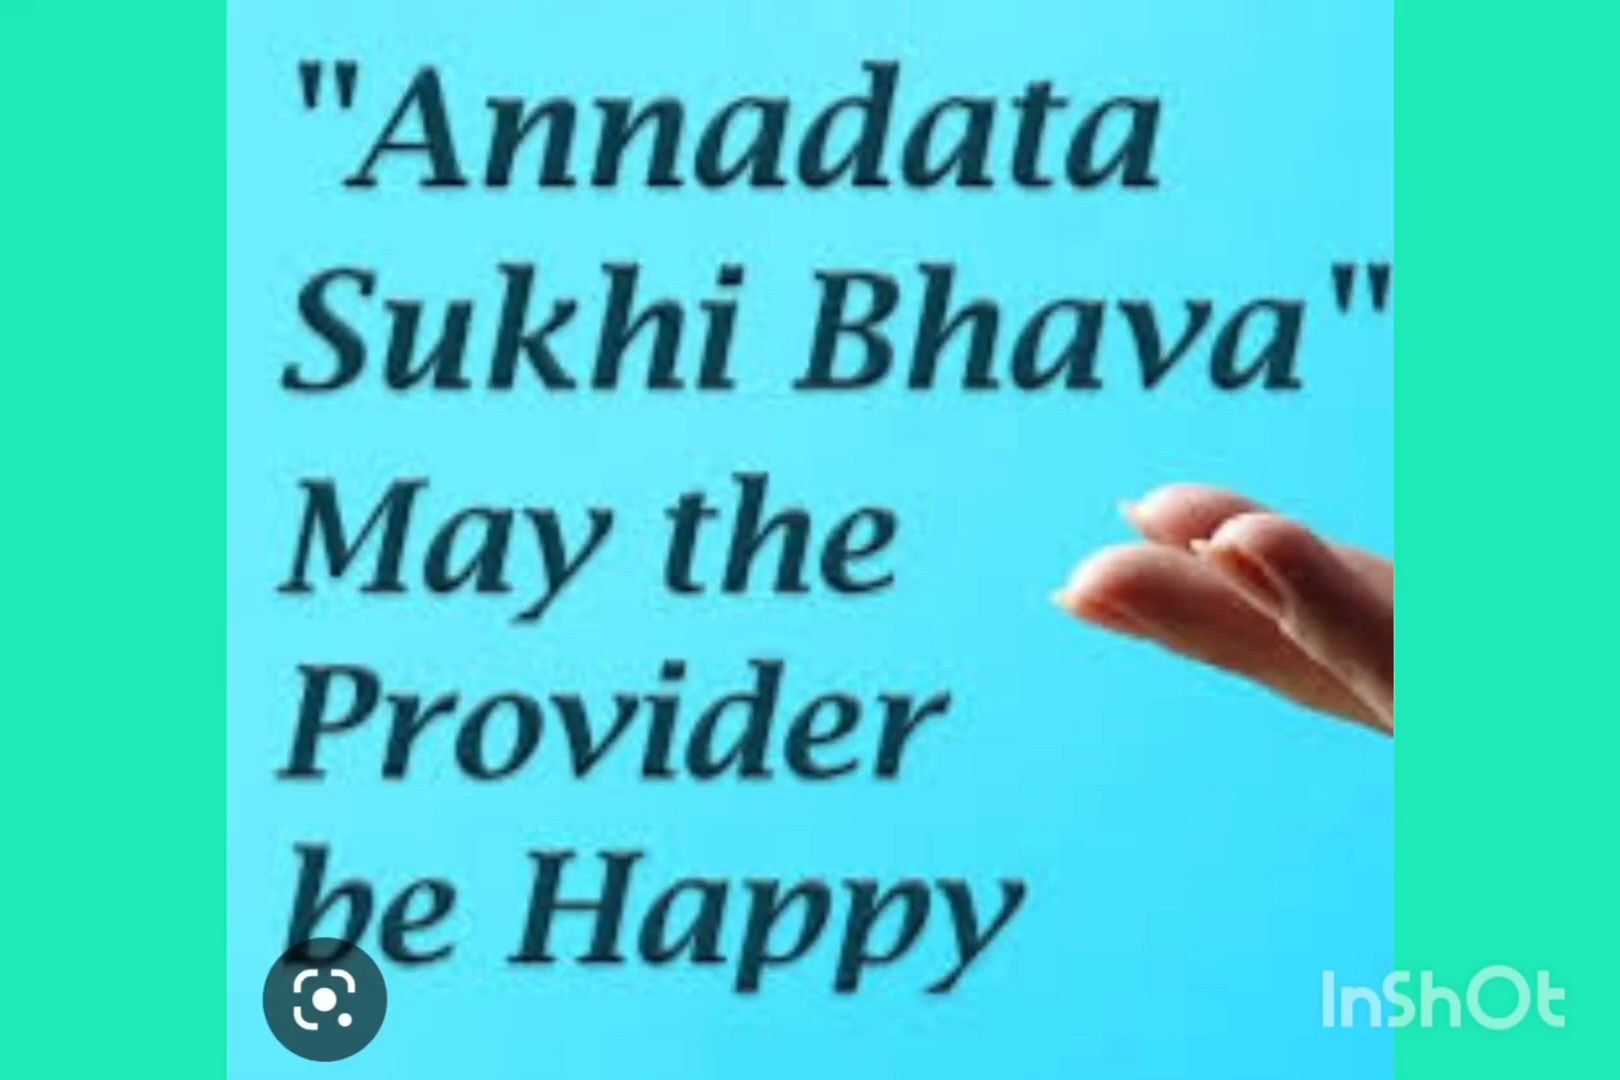 "Annadata
Sukhi Bhava"
May the
Provider
be Happy
InShOt